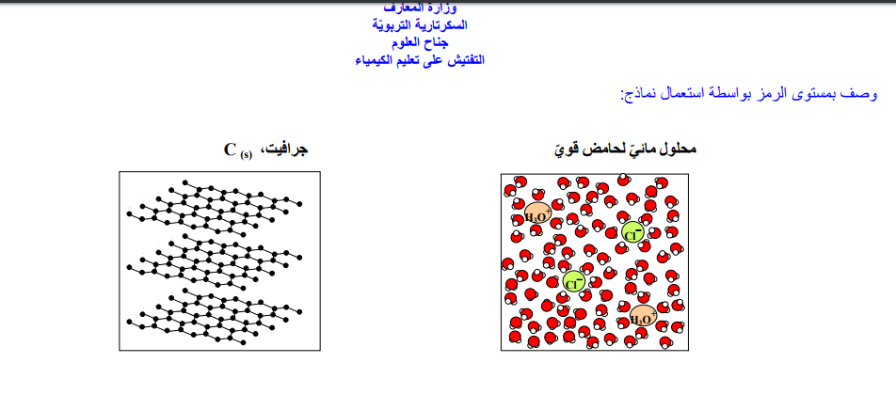 وزارة المعارف
السكرتارية التربويّة
جناح العلوم
التفتيش على تعليم الكيمياء
وصف بمستوى الرمز بواسطة استعمال نماذج:
محلول مائيّ لحامض قويّ
جرافيت، C (s)
H₃O⁺
Cl⁻
Cl⁻
H₃O⁺